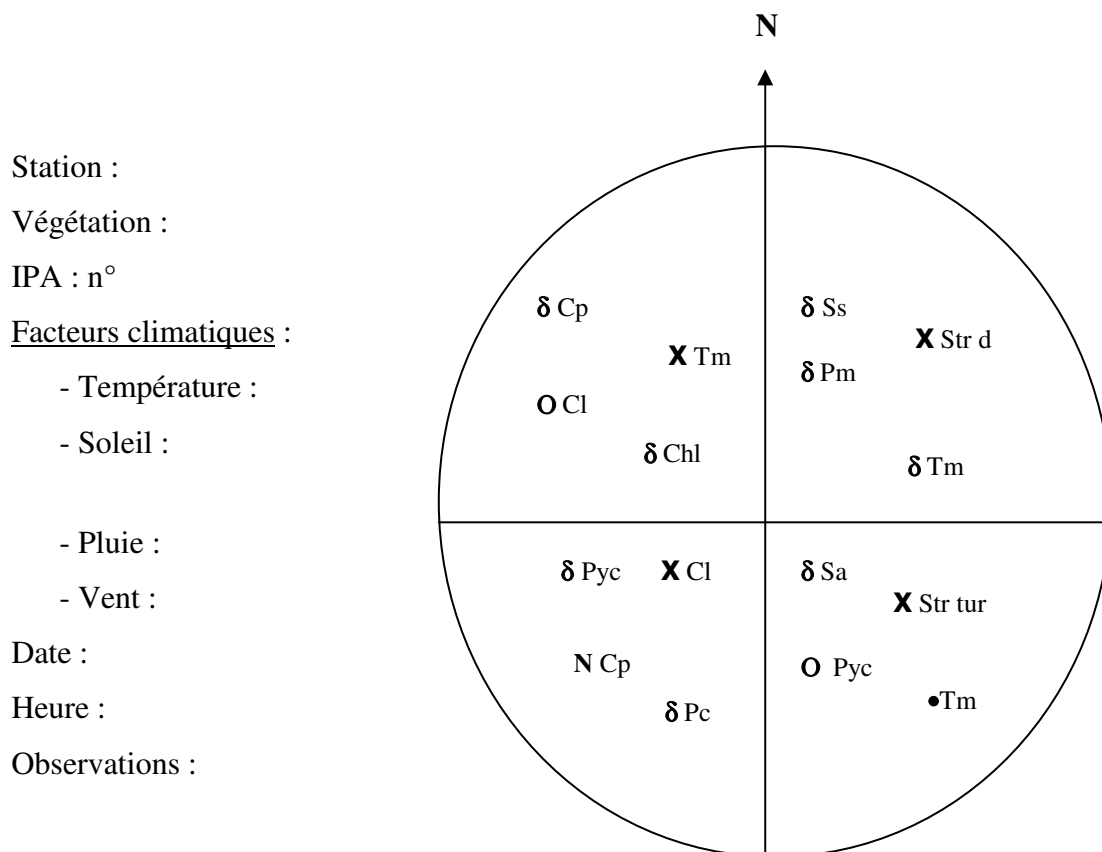 N
Station :
Végétation :
IPA : n°
Facteurs climatiques :
- Température :
- Soleil :
- Pluie :
- Vent :
Date :
Heure :
Observations :
δ Cp
X Tm
O Cl
δ Chl
δ Ss
X Str d
δ Pm
δ Tm
δ Pyc
X Cl
N Cp
δ Pc
δ Sa
X Str tur
O Pyc
•Tm